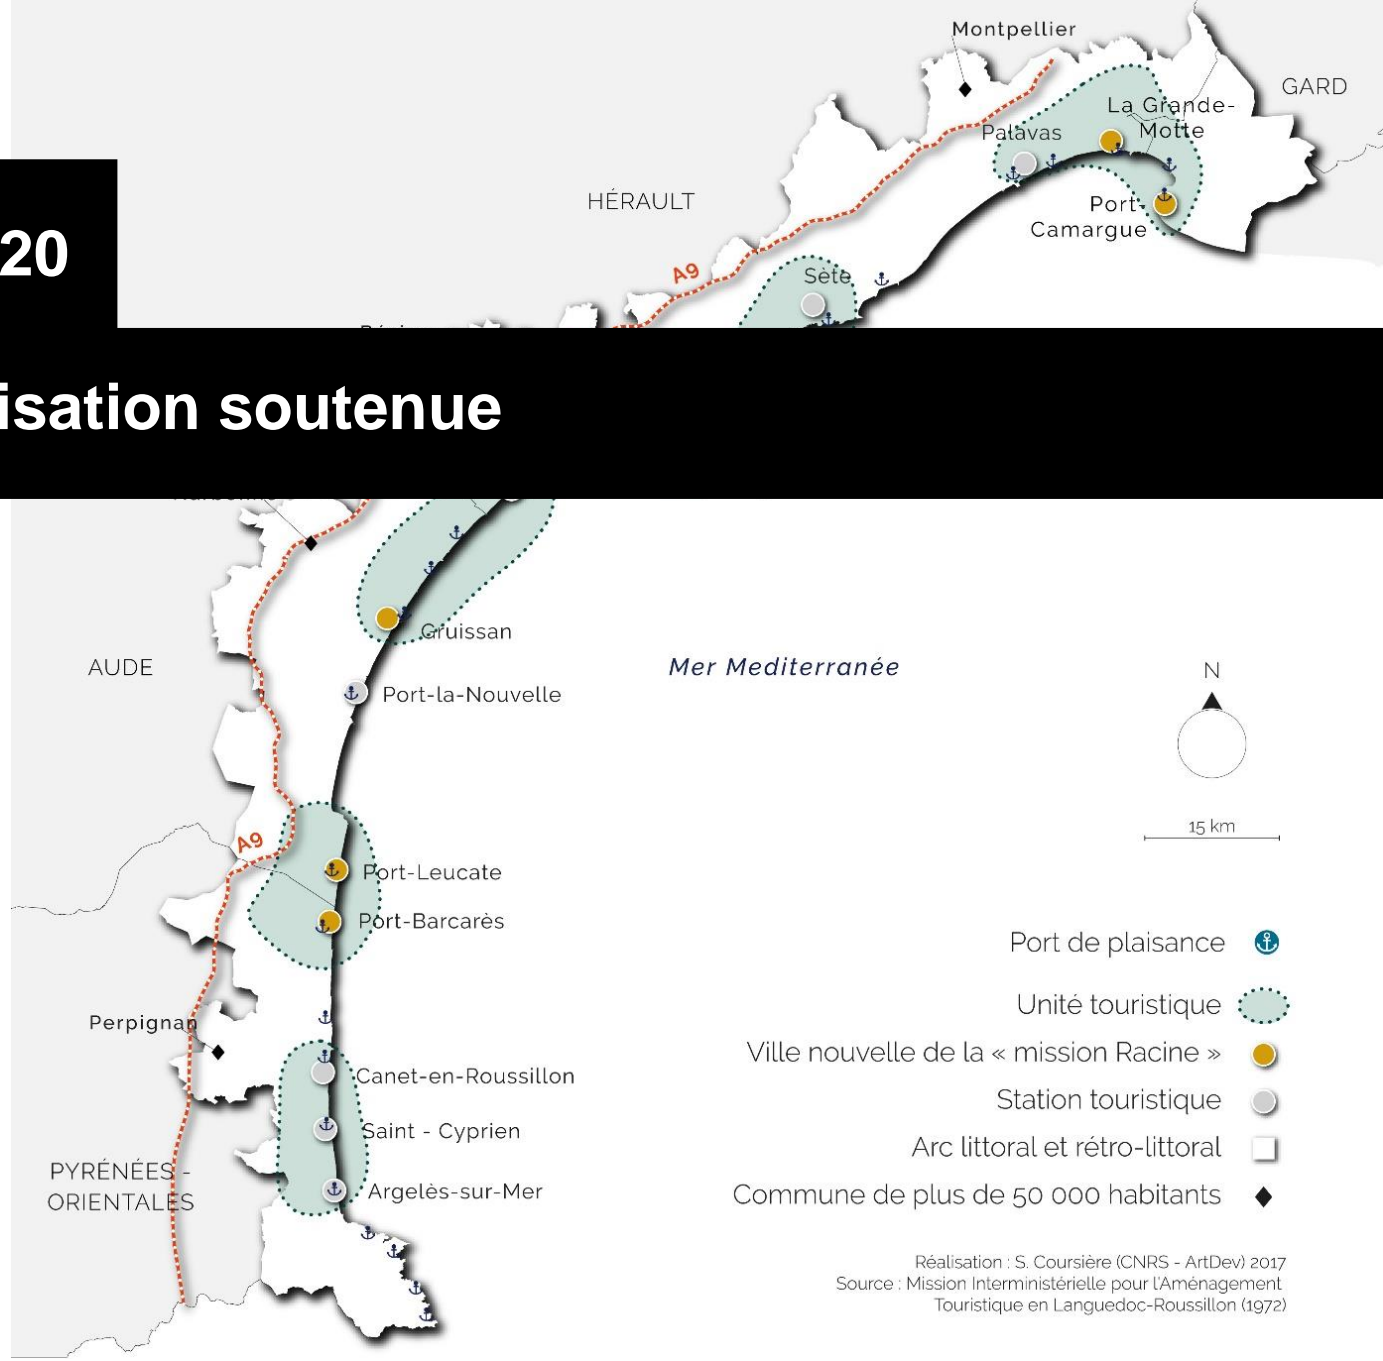 Montpellier
GARD
La Grande-
Motte
Palavas
HÉRAULT
Port-
Camargue
20
A9
Sète
isation soutenue
Gruissan
AUDE
Mer Mediterranée
N
Port-la-Nouvelle
15 km
A9
Port-Leucate
Port-Barcarès
Port de plaisance
Unité touristique
Perpignan
Ville nouvelle de la « mission Racine »
Canet-en-Roussillon
Station touristique
Saint - Cyprien
Arc littoral et rétro-littoral
PYRÉNÉES -
ORIENTALES
Argelès-sur-Mer
Commune de plus de 50 000 habitants
Réalisation : S. Coursière (CNRS - ArtDev) 2017
Source : Mission Interministérielle pour l'Aménagement
Touristique en Languedoc-Roussillon (1972)